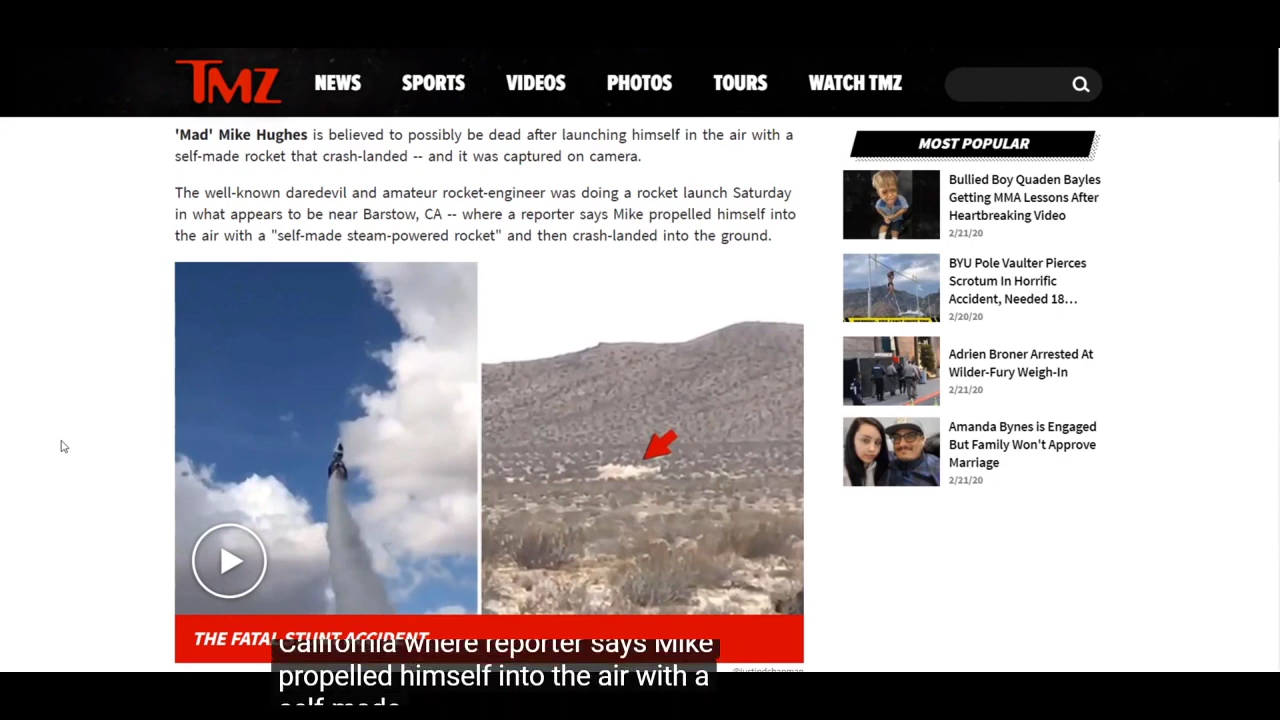 TMZ
NEWS SPORTS VIDEOS PHOTOS TOURS WATCH TMZ
'Mad' Mike Hughes is believed to possibly be dead after launching himself in the air with a
self-made rocket that crash-landed -- and it was captured on camera.
The well-known daredevil and amateur rocket-engineer was doing a rocket launch Saturday
in what appears to be near Barstow, CA -- where a reporter says Mike propelled himself into
the air with a "self-made steam-powered rocket" and then crash-landed into the ground.
THE FATAL STUNT ACCIDENT
California where reporter says Mike
propelled himself into the air with a
self-made
MOST POPULAR
Bullied Boy Quaden Bayles
Getting MMA Lessons After
Heartbreaking Video
2/21/20
BYU Pole Vaulter Pierces
Scrotum In Horrific
Accident, Needed 18...
2/20/20
Adrien Broner Arrested At
Wilder-Fury Weigh-In
2/21/20
Amanda Bynes is Engaged
But Family Won't Approve
Marriage
2/21/20